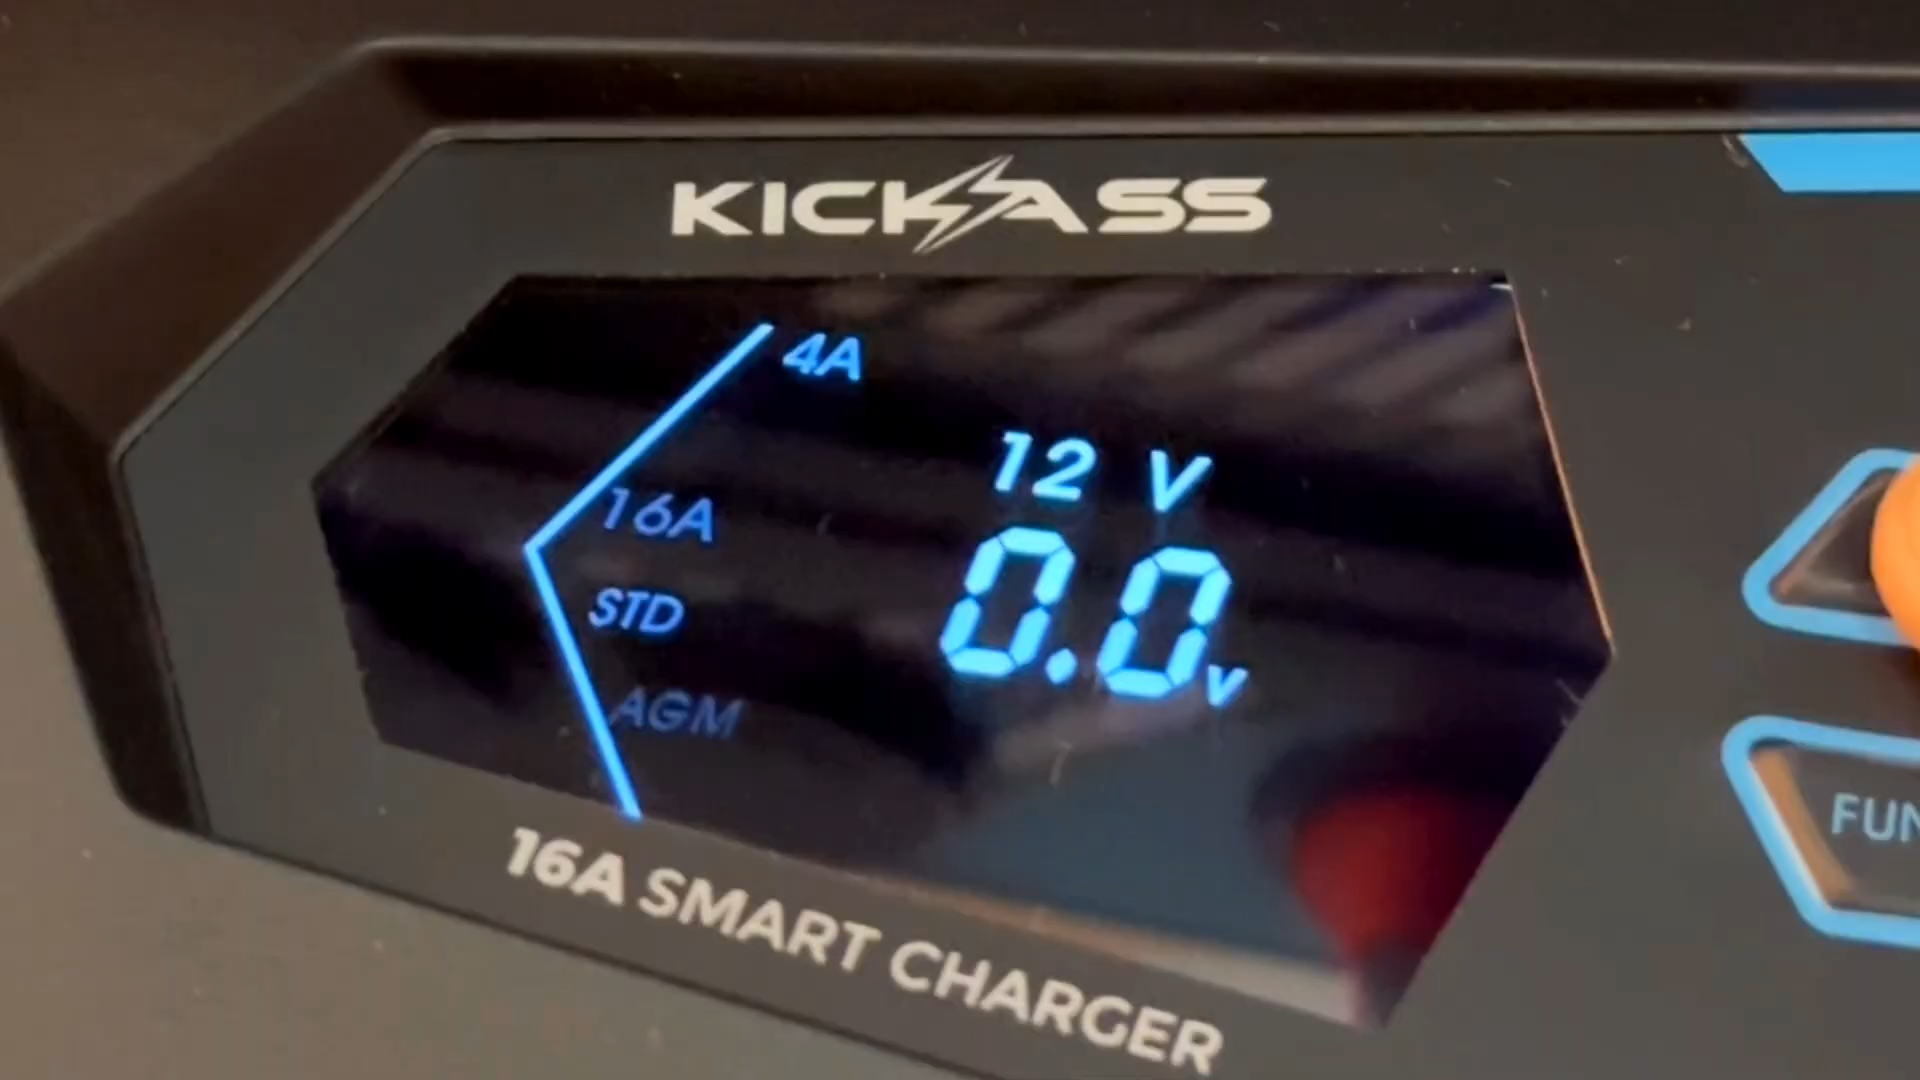 KICKASS
4A
12 V
16A
0.0v
STD
AGM
16A SMART CHARGER
FUN